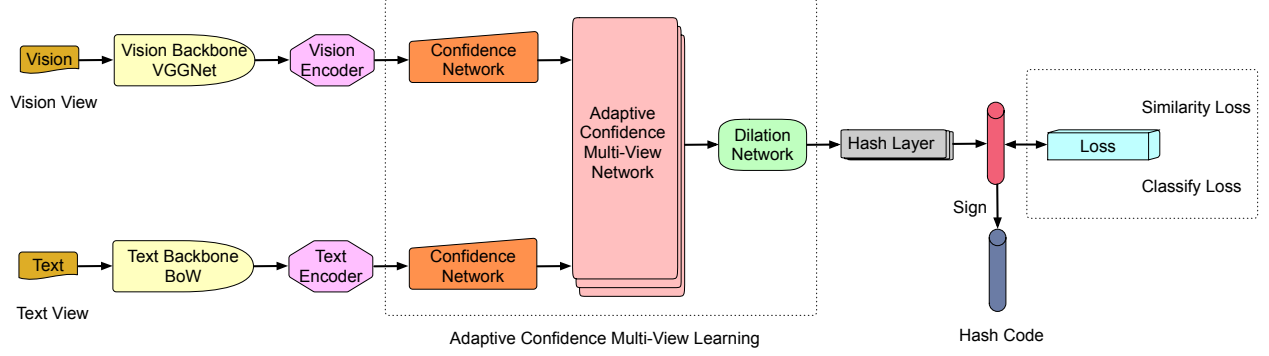 Vision
Vision View
Vision Backbone
VGGNet
Vision
Encoder
Confidence
Network
Text
Text View
Text Backbone
BoW
Text
Encoder
Confidence
Network
Adaptive
Confidence
Multi-View
Network
Dilation
Network
Adaptive Confidence Multi-View Learning
Hash Layer
Sign
Hash Code
Similarity Loss
Loss
Classify Loss